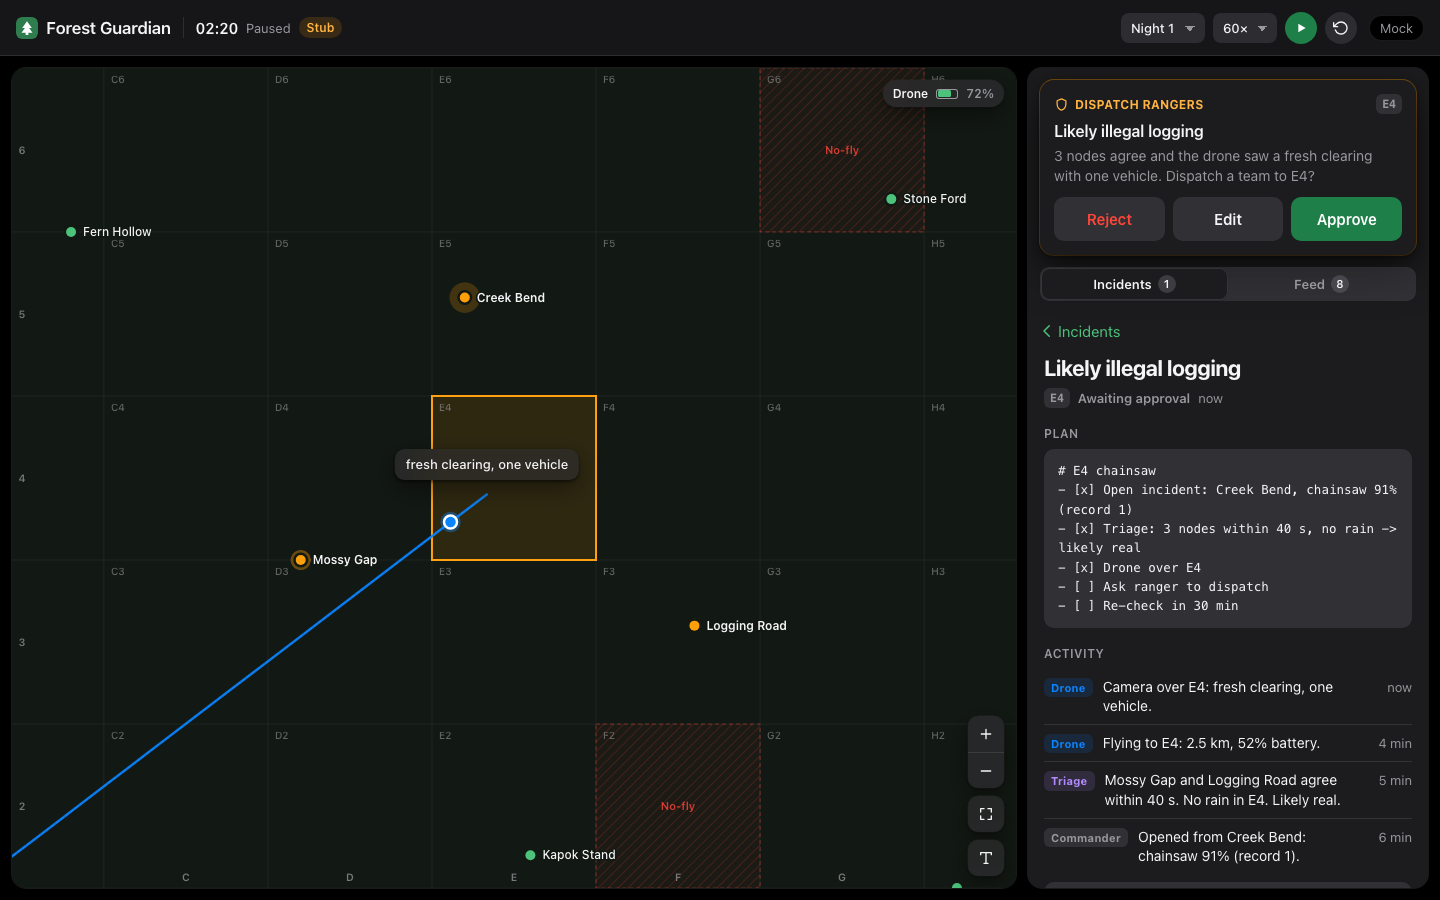 Forest Guardian
02:20 Paused Stub
Night 1
60×
Mock
C6 D6 E6 F6 G6 H6
Drone 72%
6
No-fly
Stone Ford
Fern Hollow
C5 D5 E5 F5 G5 H5
Creek Bend
5
C4 D4 E4 F4 G4 H4
fresh clearing, one vehicle
4
Mossy Gap
C3 D3 E3 F3 G3 H3
Logging Road
3
C2 D2 E2 F2 G2 H2
2
No-fly
Kapok Stand
C D E F G
T
DISPATCH RANGERS E4
Likely illegal logging
3 nodes agree and the drone saw a fresh clearing
with one vehicle. Dispatch a team to E4?
Reject Edit Approve
Incidents 1 Feed 8
Incidents
Likely illegal logging
E4 Awaiting approval now
PLAN
# E4 chainsaw
– [x] Open incident: Creek Bend, chainsaw 91%
(record 1)
– [x] Triage: 3 nodes within 40 s, no rain –>
likely real
– [x] Drone over E4
– [ ] Ask ranger to dispatch
– [ ] Re–check in 30 min
ACTIVITY
Drone Camera over E4: fresh clearing, one now
vehicle.
Drone Flying to E4: 2.5 km, 52% battery. 4 min
Triage Mossy Gap and Logging Road agree 5 min
within 40 s. No rain in E4. Likely real.
Commander Opened from Creek Bend: 6 min
chainsaw 91% (record 1).